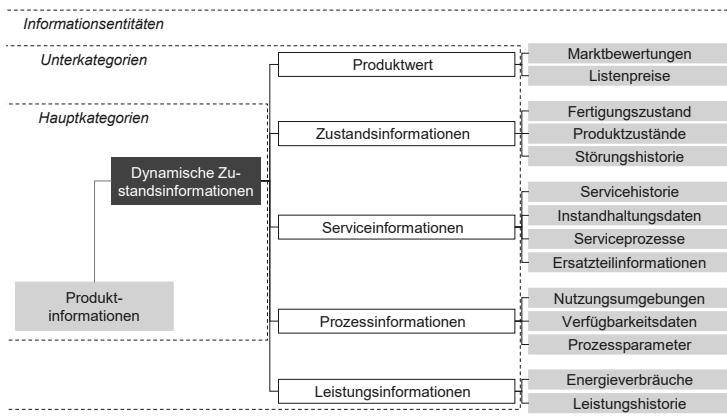 Informationsentitäten
Unterkategorien
Hauptkategorien
Dynamische Zu-
standsinformationen
Produkt-
informationen
Produktwert
Marktbewertungen
Listenpreise
Zustandsinformationen
Fertigungszustand
Produktzustände
Störungshistorie
Serviceinformationen
Servicehistorie
Instandhaltungsdaten
Serviceprozesse
Ersatzteilinformationen
Prozessinformationen
Nutzungsumgebungen
Verfügbarkeitsdaten
Prozessparameter
Leistungsinformationen
Energieverbräuche
Leistungshistorie